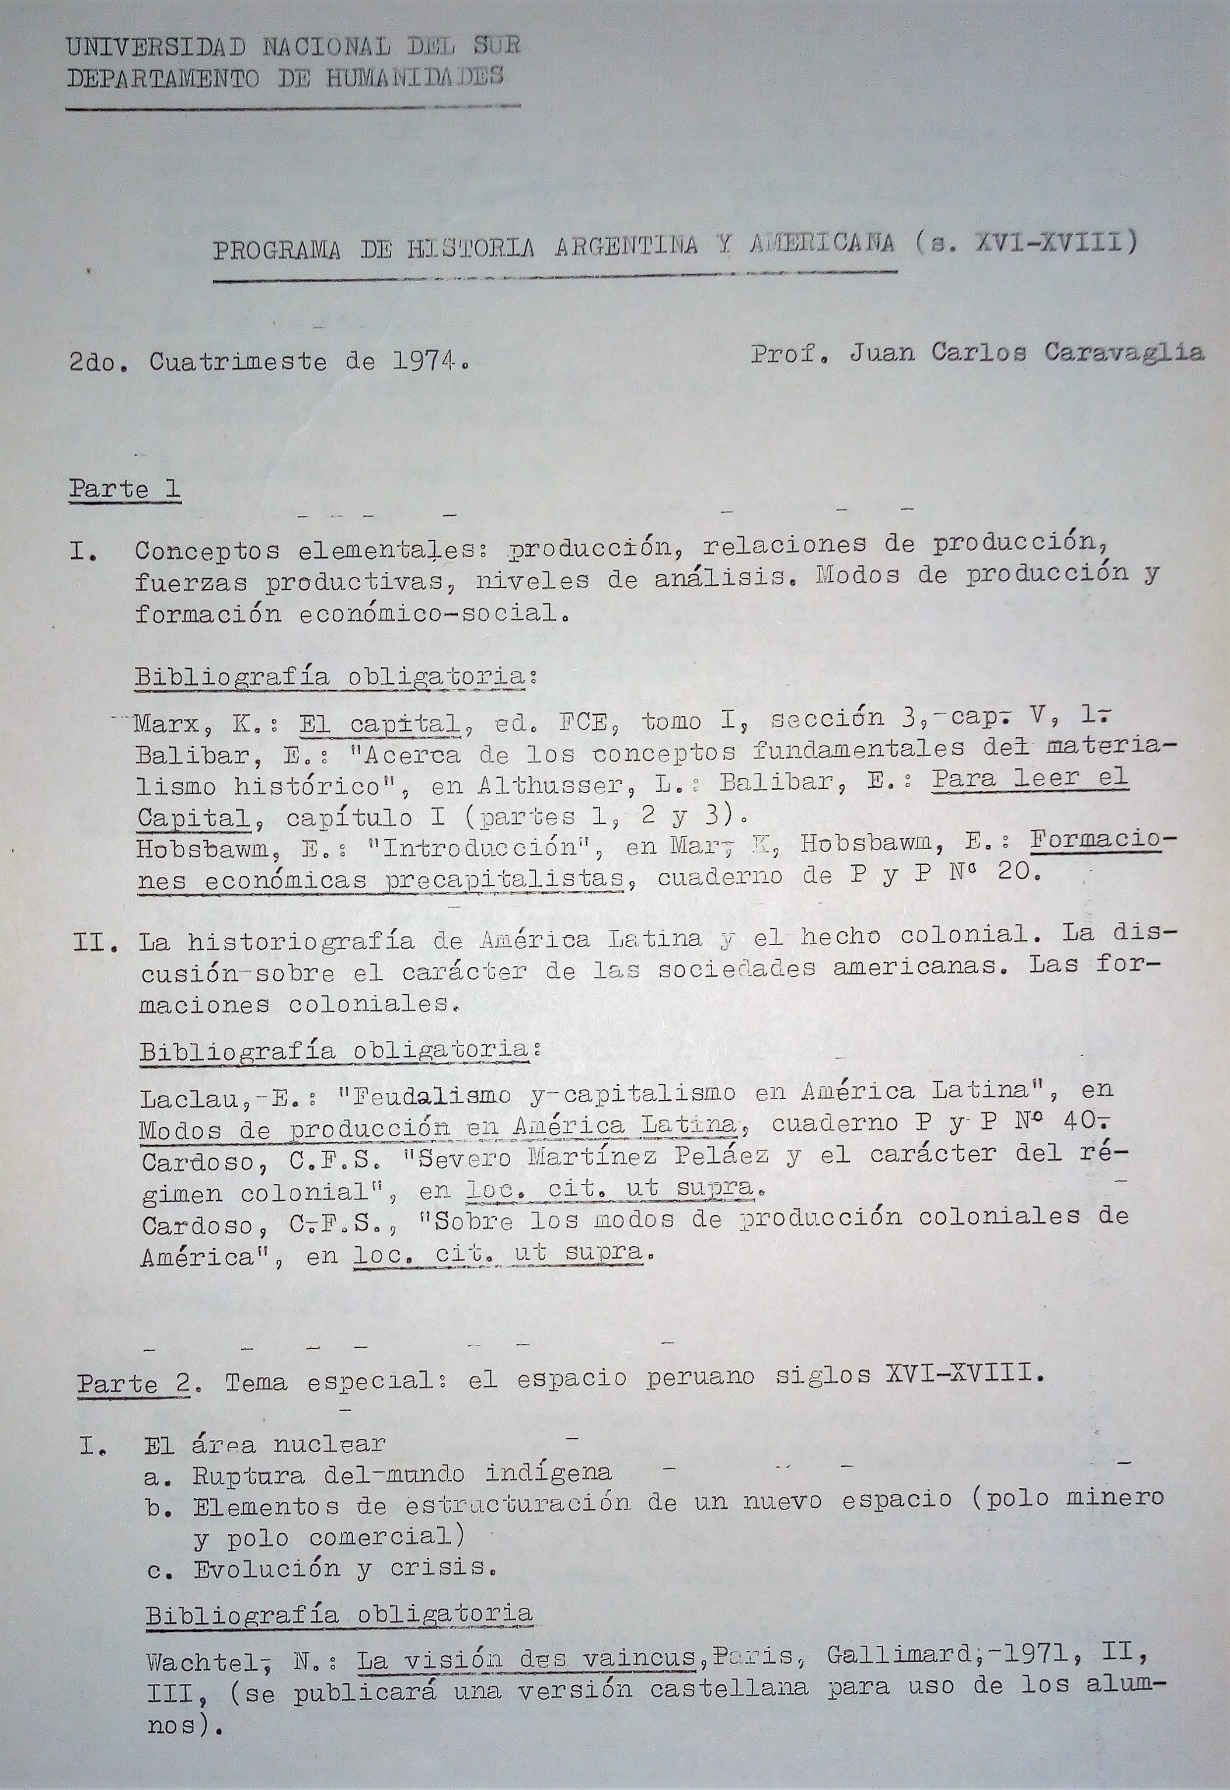 UNIVERSIDAD NACIONAL DEL SUR
DEPARTAMENTO DE HUMANIDADES
PROGRAMA DE HISTORIA ARGENTINA Y AMERICANA (s. XVI-XVIII)
2do. Cuatrimeste de 1974.
Prof. Juan Carlos Caravaglia
Parte 1
I. Conceptos elementales: producción, relaciones de producción,
fuerzas productivas, niveles de análisis. Modos de producción y
formación económico-social.
Bibliografía obligatoria:
Marx, K.: El capital, ed. FCE, tomo I, sección 3, cap. V, 1.
Balibar, E.: "Acerca de los conceptos fundamentales del materia-
lismo histórico", en Althusser, L.: Balibar, E.: Para leer el
Capital, capítulo I (partes 1, 2 y 3).
Hobsbawm, E.: "Introducción", en Marx, K, Hobsbawm, E.: Formacio-
nes económicas precapitalistas, cuaderno de P y P Nº 20.
II. La historiografía de América Latina y el hecho colonial. La dis-
cusión sobre el carácter de las sociedades americanas. Las for-
maciones coloniales.
Bibliografía obligatoria:
Laclau, E.: "Feudalismo y capitalismo en América Latina", en
Modos de producción en América Latina, cuaderno P y P Nº 40.
Cardoso, C.F.S. "Severo Martínez Peláez y el carácter del ré-
gimen colonial", en loc. cit. ut supra.
Cardoso, C.F.S., "Sobre los modos de producción coloniales de
América", en loc. cit. ut supra.
Parte 2. Tema especial: el espacio peruano siglos XVI-XVIII.
I. El área nuclear
a. Ruptura del mundo indígena
b. Elementos de estructuración de un nuevo espacio (polo minero
y polo comercial)
c. Evolución y crisis.
Bibliografía obligatoria
Wachtel, N.: La visión des vaincus, Paris, Gallimard, 1971, II,
III, (se publicará una versión castellana para uso de los alum-
nos).